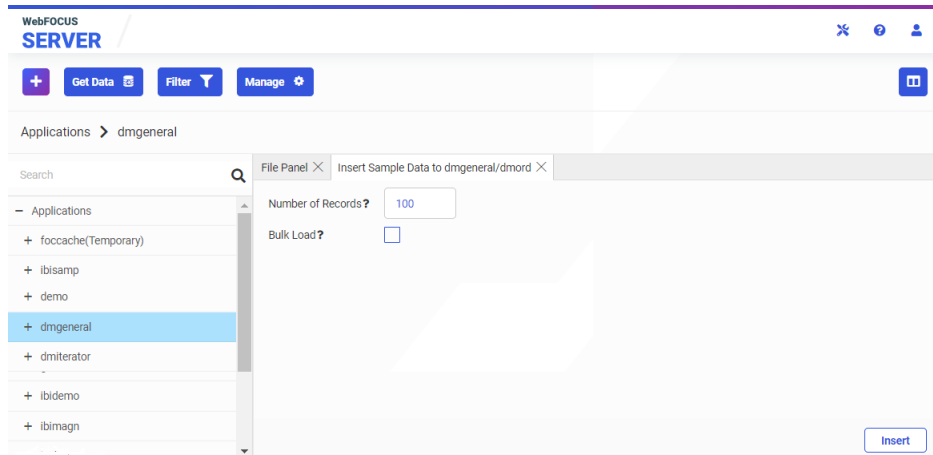 WebFOCUS
SERVER
+ Get Data Filter Manage
Applications > dmgeneral
Search
File Panel Insert Sample Data to dmgeneral/dmord
Number of Records? 100
Bulk Load?
− Applications
+ foccache(Temporary)
+ ibisamp
+ demo
+ dmgeneral
+ dmiterator
+ ibidemo
+ ibimagn
Insert